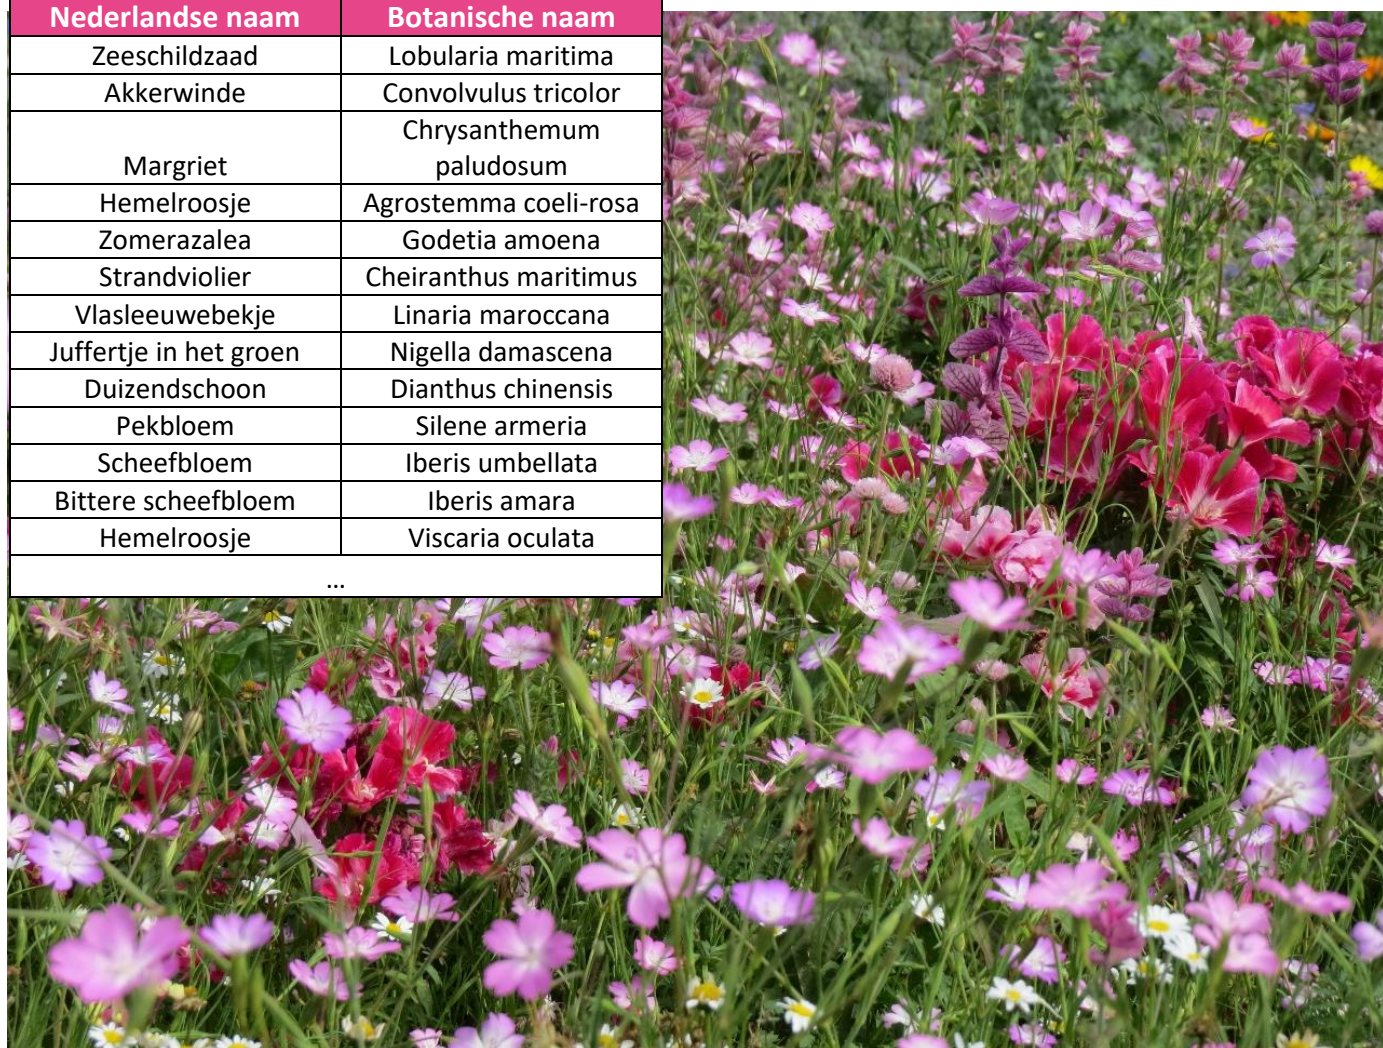 Nederlandse naam Botanische naam
Zeeschildzaad Lobularia maritima
Akkerwinde Convolvulus tricolor
Chrysanthemum
Margriet paludosum
Hemelroosje Agrostemma coeli-rosa
Zomerazalea Godetia amoena
Strandviolier Cheiranthus maritimus
Vlasleeuwebekje Linaria maroccana
Juffertje in het groen Nigella damascena
Duizendschoon Dianthus chinensis
Pekbloem Silene armeria
Scheefbloem Iberis umbellata
Bittere scheefbloem Iberis amara
Hemelroosje Viscaria oculata
...